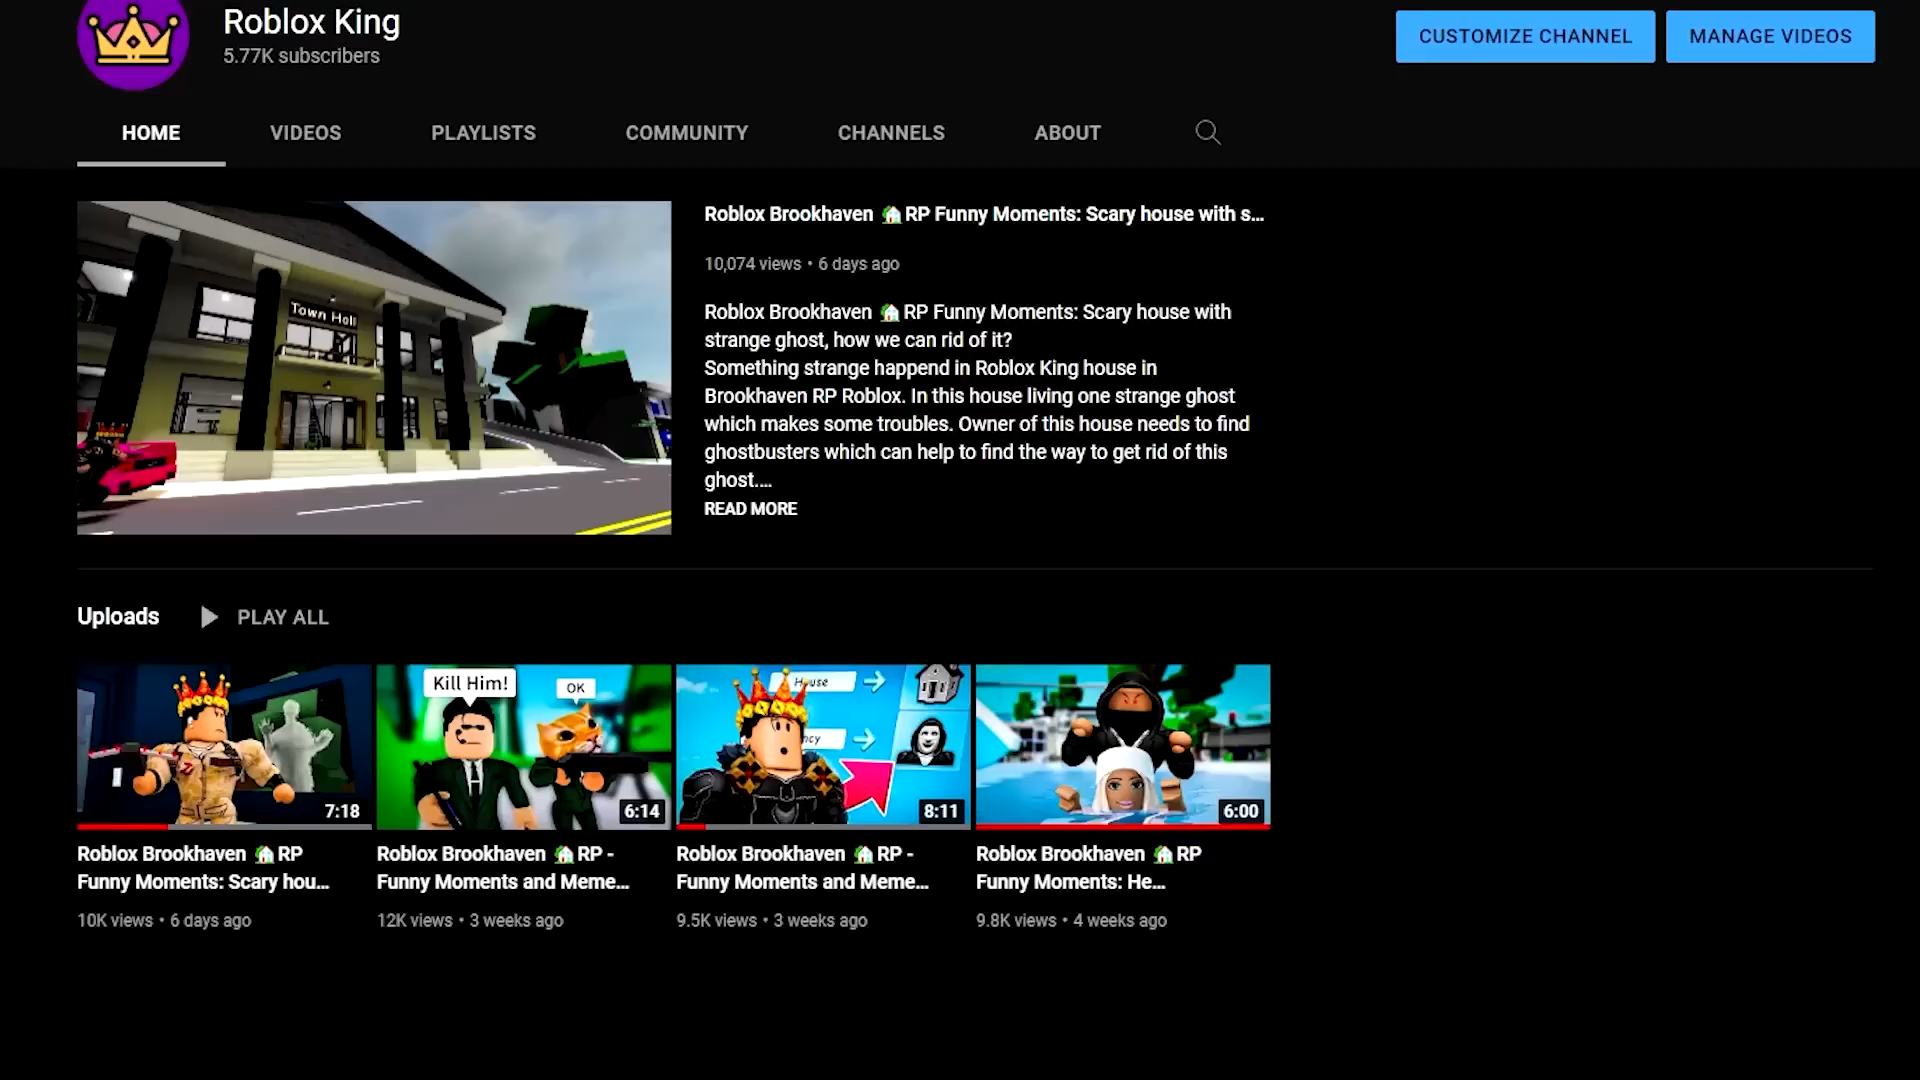 Roblox King
5.77K subscribers
CUSTOMIZE CHANNEL
MANAGE VIDEOS
HOME
VIDEOS
PLAYLISTS
COMMUNITY
CHANNELS
ABOUT
Town Hall
Roblox Brookhaven 🏡RP Funny Moments: Scary house with s...
10,074 views • 6 days ago
Roblox Brookhaven 🏡RP Funny Moments: Scary house with
strange ghost, how we can rid of it?
Something strange happend in Roblox King house in
Brookhaven RP Roblox. In this house living one strange ghost
which makes some troubles. Owner of this house needs to find
ghostbusters which can help to find the way to get rid of this
ghost....
READ MORE
Uploads
PLAY ALL
7:18
Kill Him!
OK
6:14
House
ncy
8:11
6:00
Roblox Brookhaven 🏡RP
Funny Moments: Scary hou...
10K views • 6 days ago
Roblox Brookhaven 🏡RP -
Funny Moments and Meme...
12K views • 3 weeks ago
Roblox Brookhaven 🏡RP -
Funny Moments and Meme...
9.5K views • 3 weeks ago
Roblox Brookhaven 🏡RP
Funny Moments: He...
9.8K views • 4 weeks ago